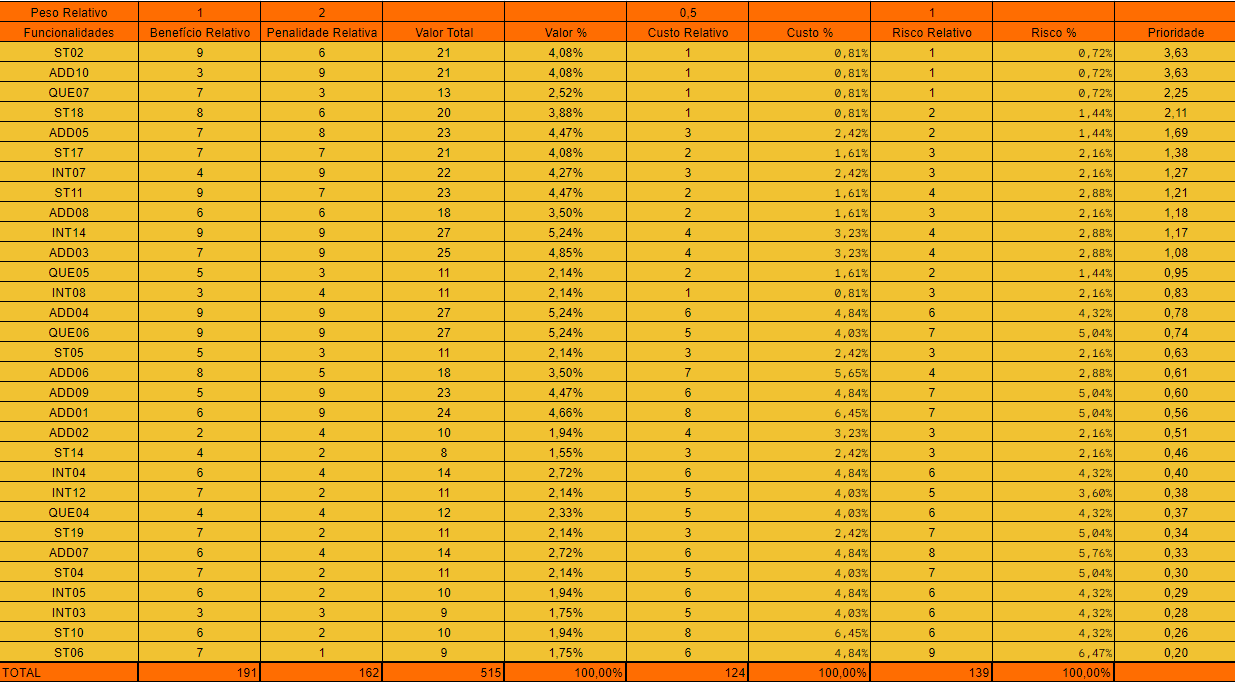 Peso Relativo 1 2 0,5 1
Funcionalidades Benefício Relativo Penalidade Relativa Valor Total Valor % Custo Relativo Custo % Risco Relativo Risco % Prioridade
ST02 9 6 21 4,08% 1 0,81% 1 0,72% 3,63
ADD10 3 9 21 4,08% 1 0,81% 1 0,72% 3,63
QUE07 7 3 13 2,52% 1 0,81% 1 0,72% 2,25
ST18 8 6 20 3,88% 1 0,81% 2 1,44% 2,11
ADD05 7 8 23 4,47% 3 2,42% 2 1,44% 1,69
ST17 7 7 21 4,08% 2 1,61% 3 2,16% 1,38
INT07 4 9 22 4,27% 3 2,42% 3 2,16% 1,27
ST11 9 7 23 4,47% 2 1,61% 4 2,88% 1,21
ADD08 6 6 18 3,50% 2 1,61% 3 2,16% 1,18
INT14 9 9 27 5,24% 4 3,23% 4 2,88% 1,17
ADD03 7 9 25 4,85% 4 3,23% 4 2,88% 1,08
QUE05 5 3 11 2,14% 2 1,61% 2 1,44% 0,95
INT08 3 4 11 2,14% 1 0,81% 3 2,16% 0,83
ADD04 9 9 27 5,24% 6 4,84% 6 4,32% 0,78
QUE06 9 9 27 5,24% 5 4,03% 7 5,04% 0,74
ST05 5 3 11 2,14% 3 2,42% 3 2,16% 0,63
ADD06 8 5 18 3,50% 7 5,65% 4 2,88% 0,61
ADD09 5 9 23 4,47% 6 4,84% 7 5,04% 0,60
ADD01 6 9 24 4,66% 8 6,45% 7 5,04% 0,56
ADD02 2 4 10 1,94% 4 3,23% 3 2,16% 0,51
ST14 4 2 8 1,55% 3 2,42% 3 2,16% 0,46
INT04 6 4 14 2,72% 6 4,84% 6 4,32% 0,40
INT12 7 2 11 2,14% 5 4,03% 5 3,60% 0,38
QUE04 4 4 12 2,33% 5 4,03% 6 4,32% 0,37
ST19 7 2 11 2,14% 3 2,42% 7 5,04% 0,34
ADD07 6 4 14 2,72% 6 4,84% 8 5,76% 0,33
ST04 7 2 11 2,14% 5 4,03% 7 5,04% 0,30
INT05 6 2 10 1,94% 6 4,84% 6 4,32% 0,29
INT03 3 3 9 1,75% 5 4,03% 6 4,32% 0,28
ST10 6 2 10 1,94% 8 6,45% 6 4,32% 0,26
ST06 7 1 9 1,75% 6 4,84% 9 6,47% 0,20
TOTAL 191 162 515 100,00% 124 100,00% 139 100,00%